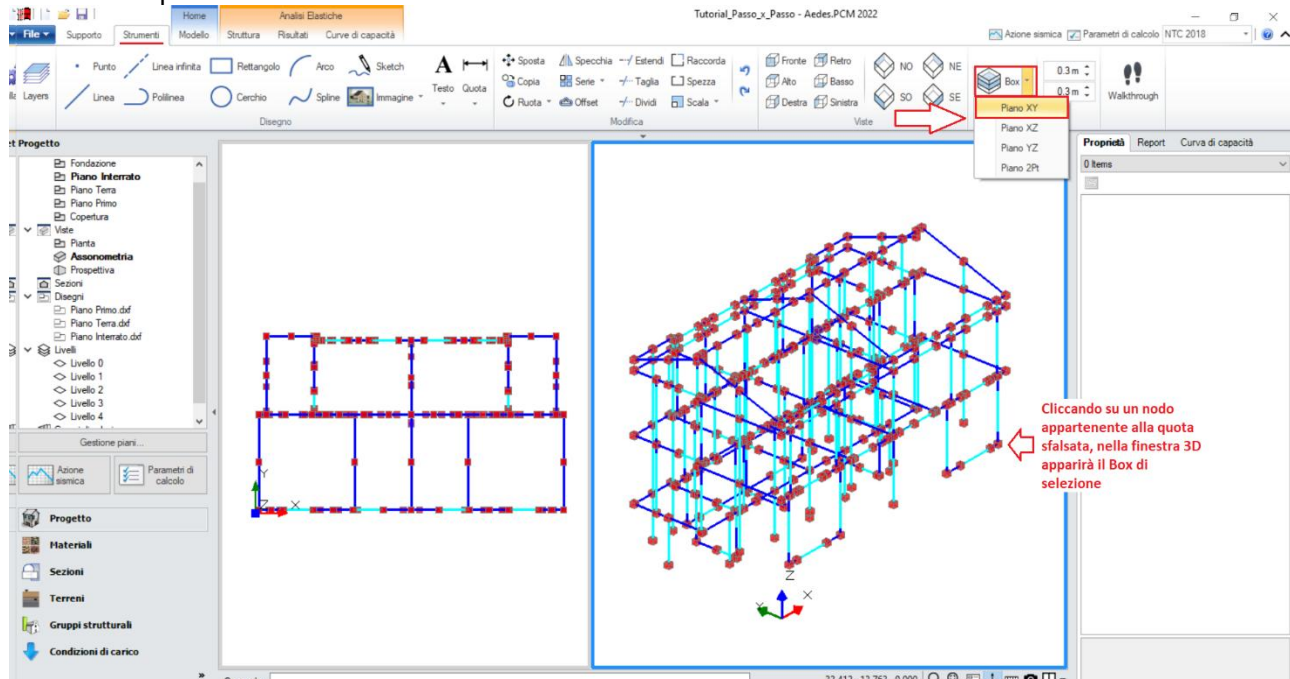 Tutorial_Passo_x_Passo - Aedes.PCM 2022
Home
Analisi Elastiche
File
Supporto
Strumenti
Modello
Struttura
Risultati
Curve di capacità
Azione sismica
Parametri di calcolo
NTC 2018
Layers
Punto
Linea infinita
Rettangolo
Arco
Sketch
Linea
Polilinea
Cerchio
Spline
Immagine
A
Testo
Quota
Disegno
Sposta
Specchia
Estendi
Raccorda
Copia
Serie
Taglia
Spezza
Ruota
Offset
Dividi
Scala
Modifica
Fronte
Retro
Alto
Basso
Destra
Sinistra
NO
NE
SO
SE
Viste
Box
0.3 m
0.3 m
Walkthrough
Piano XY
Piano XZ
Piano YZ
Piano 2Pt
Progetto
Fondazione
Piano Interrato
Piano Terra
Piano Primo
Copertura
Viste
Pianta
Assonometria
Prospettiva
Sezioni
Disegni
Piano Primo.dxf
Piano Terra.dxf
Piano Interrato.dxf
Livelli
Livello 0
Livello 1
Livello 2
Livello 3
Livello 4
Gestione piani...
Azione
sismica
Parametri di
calcolo
Progetto
Materiali
Sezioni
Terreni
Gruppi strutturali
Condizioni di carico
Y
Z
X
Z
Y
X
Cliccando su un nodo
appartenente alla quota
sfalsata, nella finestra 3D
apparirà il Box di
selezione
Proprietà
Report
Curva di capacità
0 Items